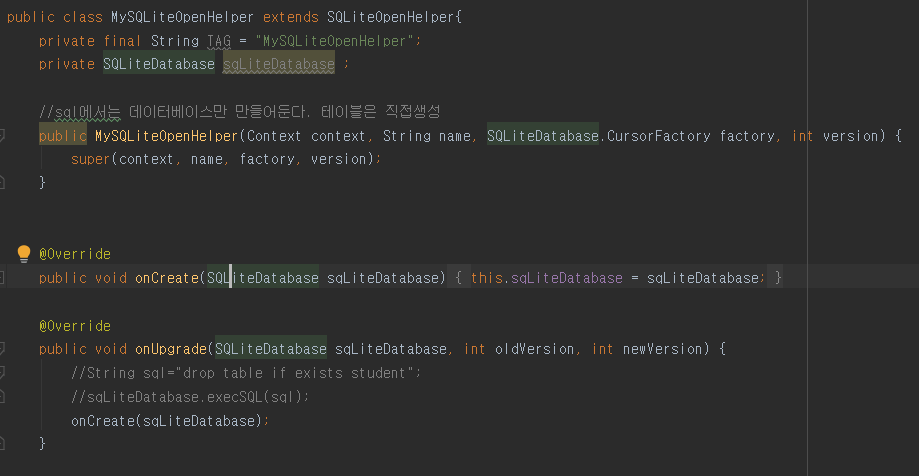 public class MySQLiteOpenHelper extends SQLiteOpenHelper{
private final String TAG = "MySQLiteOpenHelper";
private SQLiteDatabase sqLiteDatabase ;
//sql에서는 데이터베이스만 만들어둔다. 테이블은 직접생성
public MySQLiteOpenHelper(Context context, String name, SQLiteDatabase.CursorFactory factory, int version) {
super(context, name, factory, version);
}
@Override
public void onCreate(SQLiteDatabase sqLiteDatabase) { this.sqLiteDatabase = sqLiteDatabase; }
@Override
public void onUpgrade(SQLiteDatabase sqLiteDatabase, int oldVersion, int newVersion) {
//String sql="drop table if exists student";
//sqLiteDatabase.execSQL(sql);
onCreate(sqLiteDatabase);
}